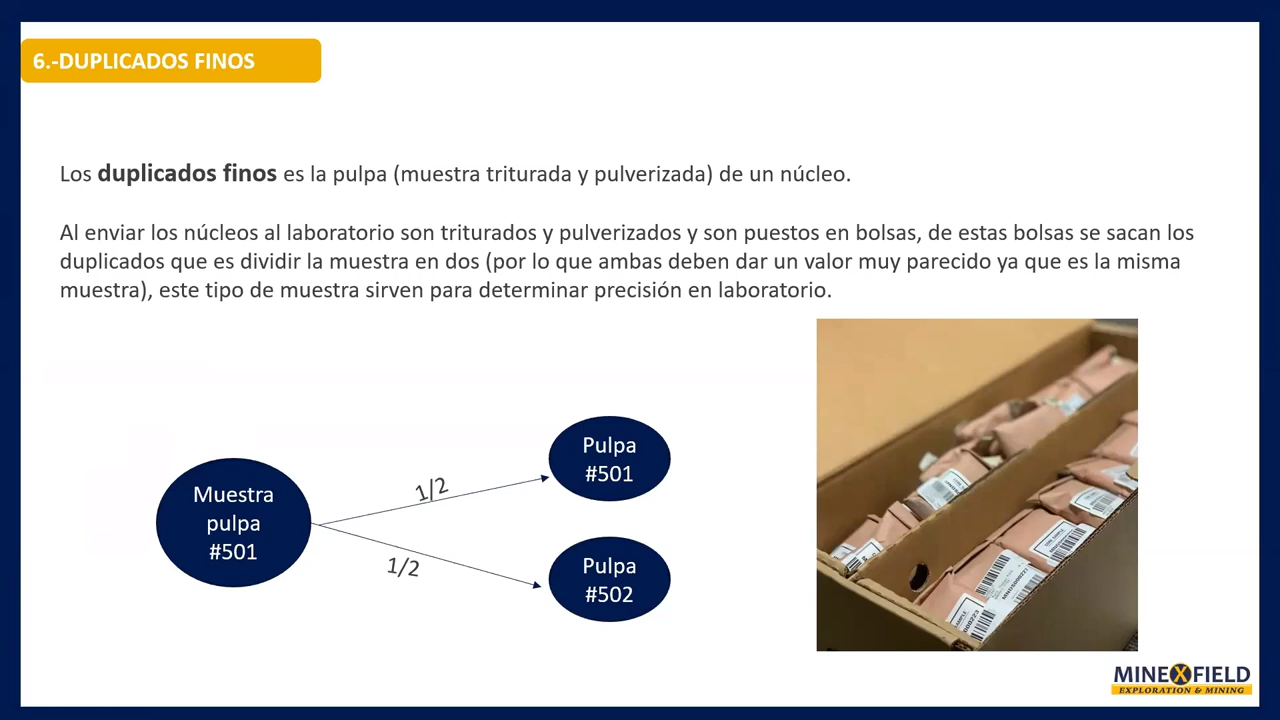 6.-DUPLICADOS FINOS
Los duplicados finos es la pulpa (muestra triturada y pulverizada) de un núcleo.
Al enviar los núcleos al laboratorio son triturados y pulverizados y son puestos en bolsas, de estas bolsas se sacan los
duplicados que es dividir la muestra en dos (por lo que ambas deben dar un valor muy parecido ya que es la misma
muestra), este tipo de muestra sirven para determinar precisión en laboratorio.
Muestra
pulpa
#501
1/2
1/2
Pulpa
#501
Pulpa
#502
SAMPLE
MINEXFIELD
EXPLORATION & MINING